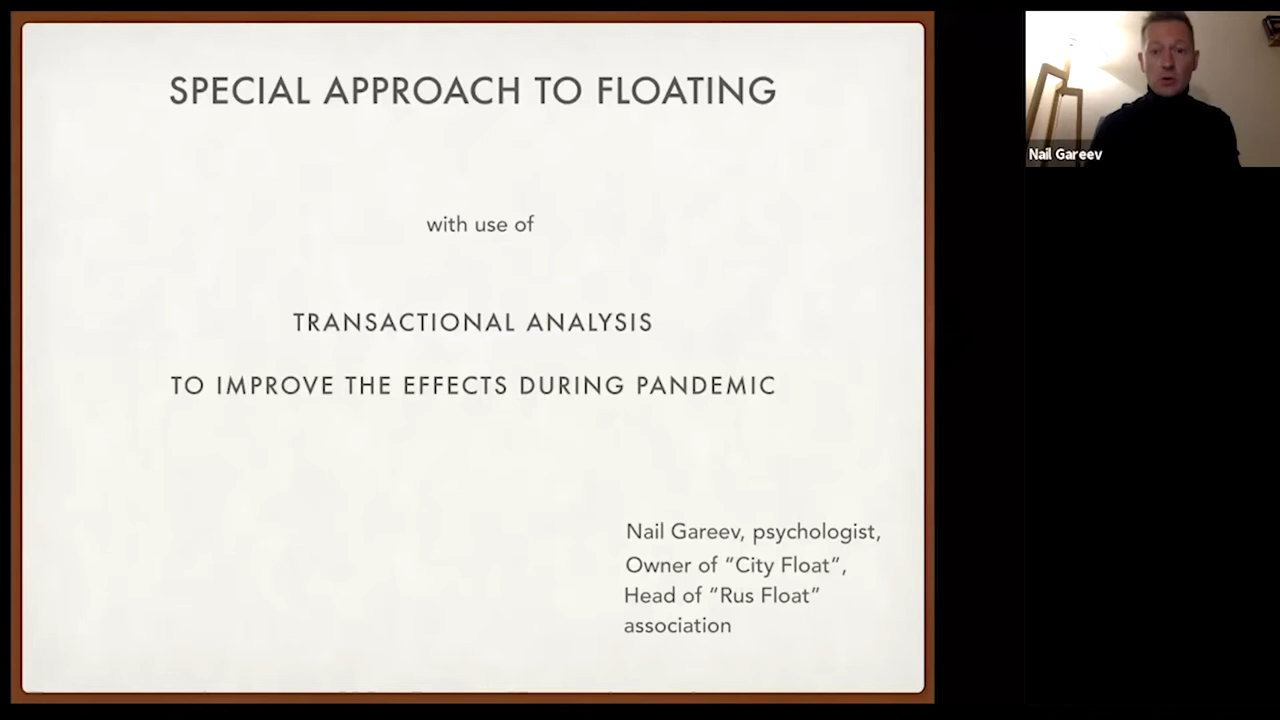 SPECIAL APPROACH TO FLOATING
with use of
TRANSACTIONAL ANALYSIS
TO IMPROVE THE EFFECTS DURING PANDEMIC
Nail Gareev, psychologist,
Owner of “City Float”,
Head of “Rus Float”
association
Nail Gareev